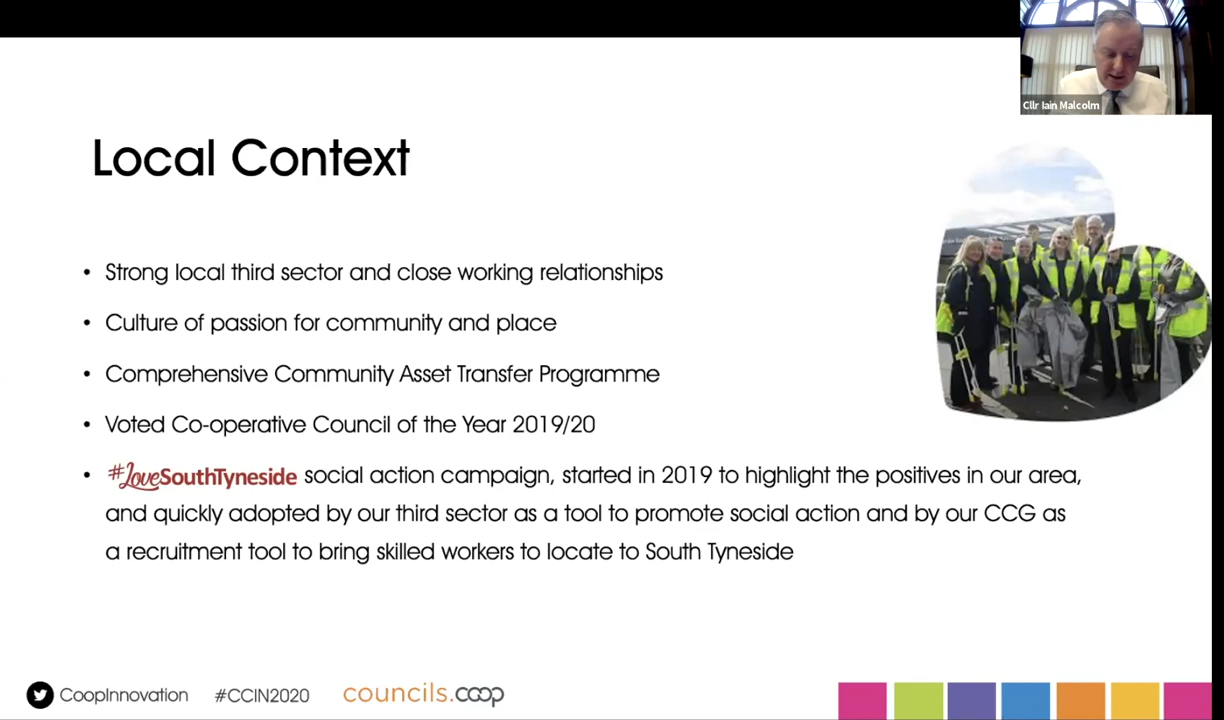 Cllr Iain Malcolm
Local Context
• Strong local third sector and close working relationships
• Culture of passion for community and place
• Comprehensive Community Asset Transfer Programme
• Voted Co-operative Council of the Year 2019/20
• #LoveSouthTyneside social action campaign, started in 2019 to highlight the positives in our area,
and quickly adopted by our third sector as a tool to promote social action and by our CCG as
a recruitment tool to bring skilled workers to locate to South Tyneside
CoopInnovation #CCIN2020 councils.coop